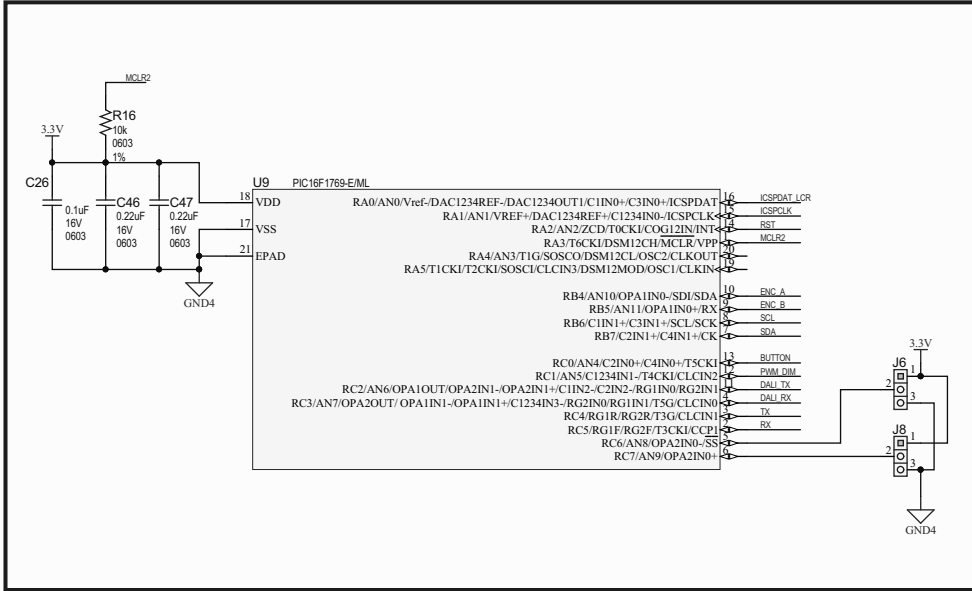 MCLR2
R16
10k
0603
1%
3.3V
C26
0.1uF
16V
0603
C46
0.22uF
16V
0603
C47
0.22uF
16V
0603
GND4
U9 PIC16F1769-E/ML
18 VDD
17 VSS
21 EPAD
RA0/AN0/Vref-/DAC1234REF-/DAC1234OUT1/C1IN0+/C3IN0+/ICSPDAT 16 ICSPDAT_LCR
RA1/AN1/VREF+/DAC1234REF+/C1234IN0-/ICSPCLK 15 ICSPCLK
RA2/AN2/ZCD/T0CKI/COG12IN/INT 14 RST
RA3/T6CKI/DSM12CH/MCLR/VPP 1 MCLR2
RA4/AN3/T1G/SOSCO/DSM12CL/OSC2/CLKOUT 20
RA5/T1CKI/T2CKI/SOSCI/CLCIN3/DSM12MOD/OSC1/CLKIN 19
RB4/AN10/OPA1IN0-/SDI/SDA 10 ENC_A
RB5/AN11/OPA1IN0+/RX 9 ENC_B
RB6/C1IN1+/C3IN1+/SCL/SCK 8 SCL
RB7/C2IN1+/C4IN1+/CK 7 SDA
RC0/AN4/C2IN0+/C4IN0+/T5CKI 13 BUTTON
RC1/AN5/C1234IN1-/T4CKI/CLCIN2 12 PWM_DIM
RC2/AN6/OPA1OUT/OPA2IN1-/OPA2IN1+/C1IN2-/C2IN2-/RG1IN0/RG2IN1 11 DALI_TX
RC3/AN7/OPA2OUT/ OPA1IN1-/OPA1IN1+/C1234IN3-/RG2IN0/RG1IN1/T5G/CLCIN0 4 DALI_RX
RC4/RG1R/RG2R/T3G/CLCIN1 3 TX
RC5/RG1F/RG2F/T3CKI/CCP1 2 RX
RC6/AN8/OPA2IN0-/SS 5
RC7/AN9/OPA2IN0+ 6
3.3V
J6
1
2
3
J8
1
2
3
GND4